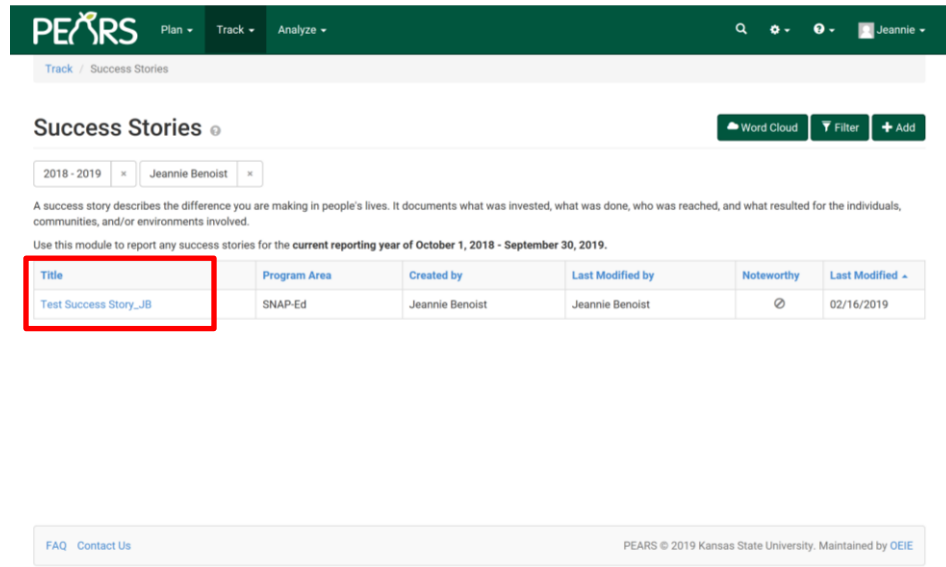 PEARS Plan Track Analyze Jeannie
Track / Success Stories
Success Stories Word Cloud Filter + Add
2018 - 2019 × Jeannie Benoist ×
A success story describes the difference you are making in people's lives. It documents what was invested, what was done, who was reached, and what resulted for the individuals,
communities, and/or environments involved.
Use this module to report any success stories for the current reporting year of October 1, 2018 - September 30, 2019.
Title Program Area Created by Last Modified by Noteworthy Last Modified
Test Success Story_JB SNAP-Ed Jeannie Benoist Jeannie Benoist 02/16/2019
FAQ Contact Us PEARS © 2019 Kansas State University. Maintained by OEIE